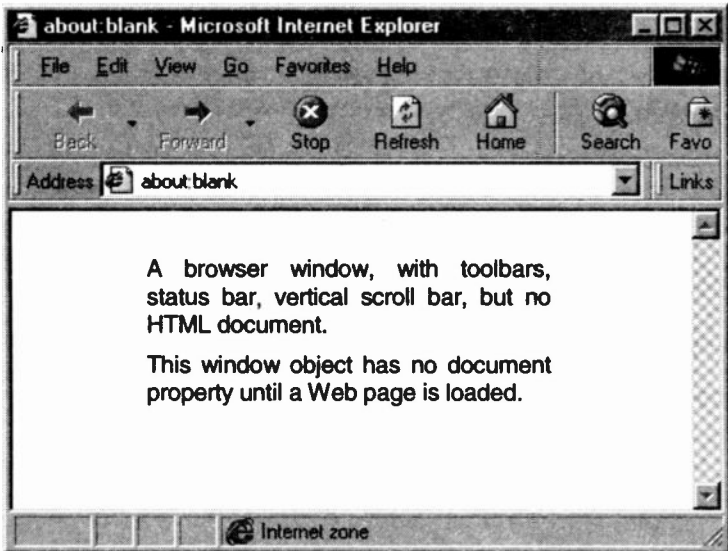 about:blank - Microsoft Internet Explorer
File Edit View Go Favorites Help
Back Forward Stop Refresh Home Search Favo
Address about:blank Links
A browser window, with toolbars,
status bar, vertical scroll bar, but no
HTML document.
This window object has no document
property until a Web page is loaded.
Internet zone